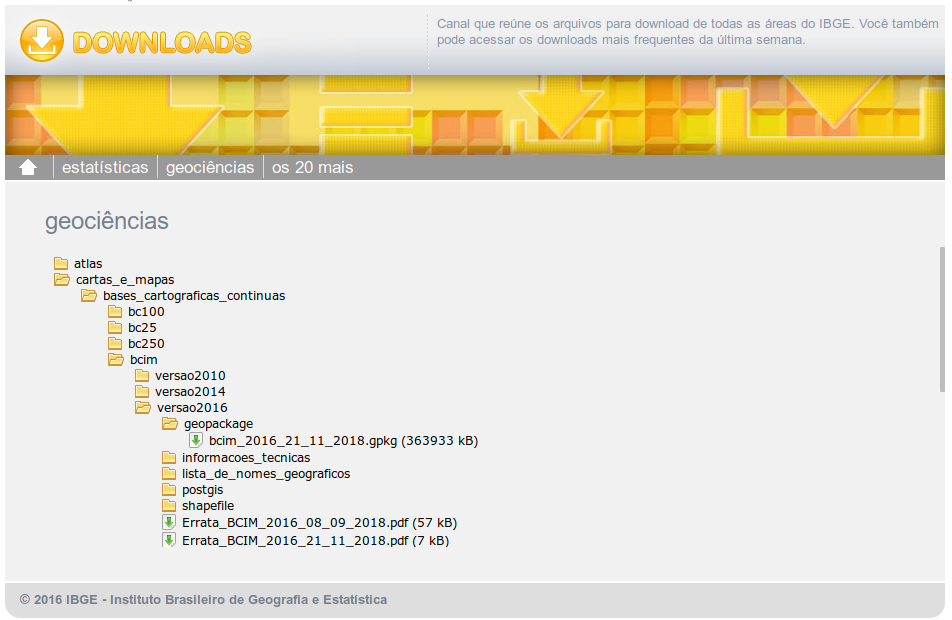 DOWNLOADS
Canal que reúne os arquivos para download de todas as áreas do IBGE. Você também
pode acessar os downloads mais frequentes da última semana.
estatísticas
geociências
os 20 mais
geociências
atlas
cartas_e_mapas
bases_cartograficas_continuas
bc100
bc25
bc250
bcim
versao2010
versao2014
versao2016
geopackage
bcim_2016_21_11_2018.gpkg (363933 kB)
informacoes_tecnicas
lista_de_nomes_geograficos
postgis
shapefile
Errata_BCIM_2016_08_09_2018.pdf (57 kB)
Errata_BCIM_2016_21_11_2018.pdf (7 kB)
© 2016 IBGE - Instituto Brasileiro de Geografia e Estatística